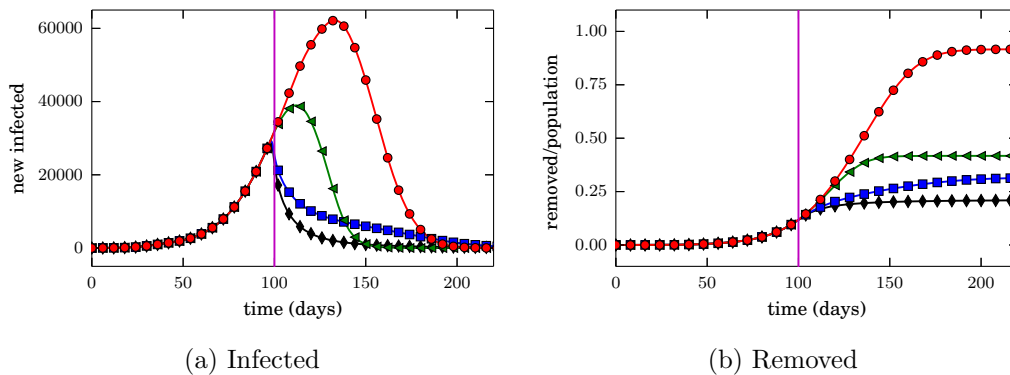 60000
40000
20000
0
new infected
0 50 100 150 200
time (days)
(a) Infected
1.00
0.75
0.50
0.25
0.00
removed/population
0 50 100 150 200
time (days)
(b) Removed